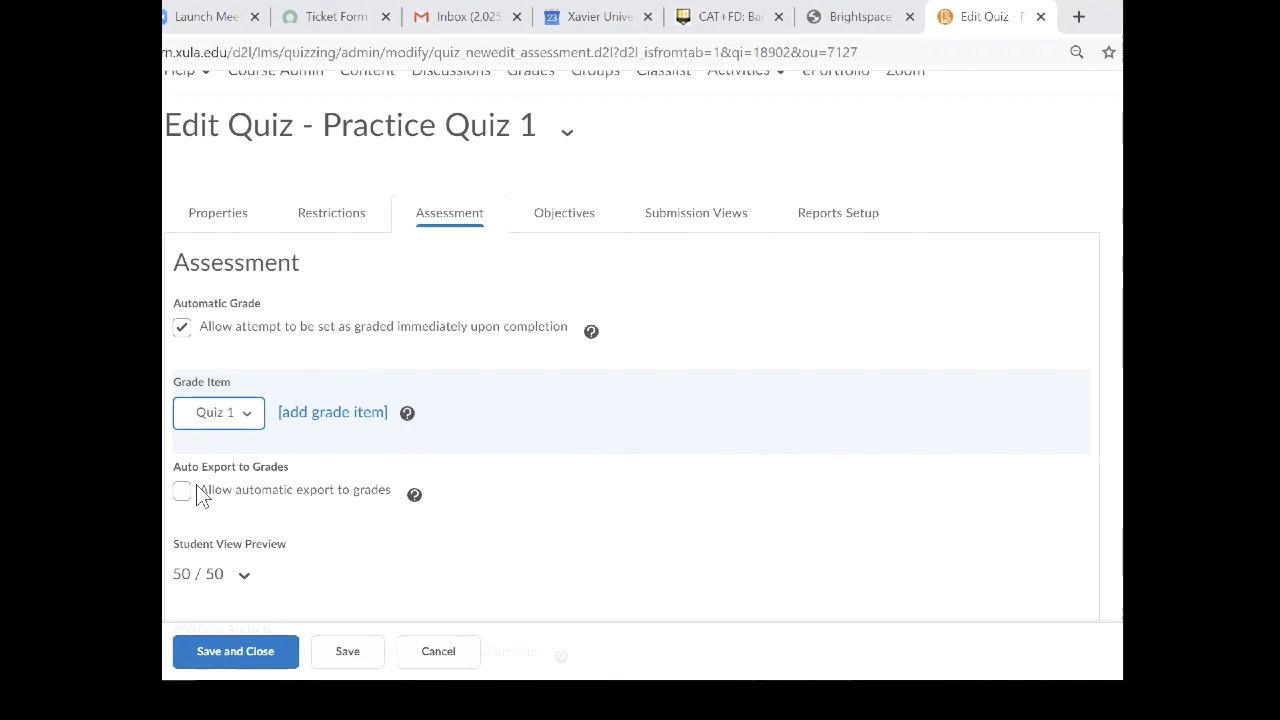 Launch Mee
Ticket Form
Inbox (2,025
23
Xavier Unive
CAT+FD: Ba
Brightspace
Edit Quiz - P
rn.xula.edu/d2l/lms/quizzing/admin/modify/quiz_newedit_assessment.d2l?d2l_isfromtab=1&qi=18902&ou=7127
Help Course Admin Content Discussions Grades Groups Classlist Activities ePortfolio Zoom
Edit Quiz - Practice Quiz 1
Properties Restrictions Assessment Objectives Submission Views Reports Setup
Assessment
Automatic Grade
Allow attempt to be set as graded immediately upon completion ?
Grade Item
Quiz 1 [add grade item] ?
Auto Export to Grades
Allow automatic export to grades ?
Student View Preview
50 / 50
ePortfolio Artifacts
Save and Close Save Cancel ePortfolio ?